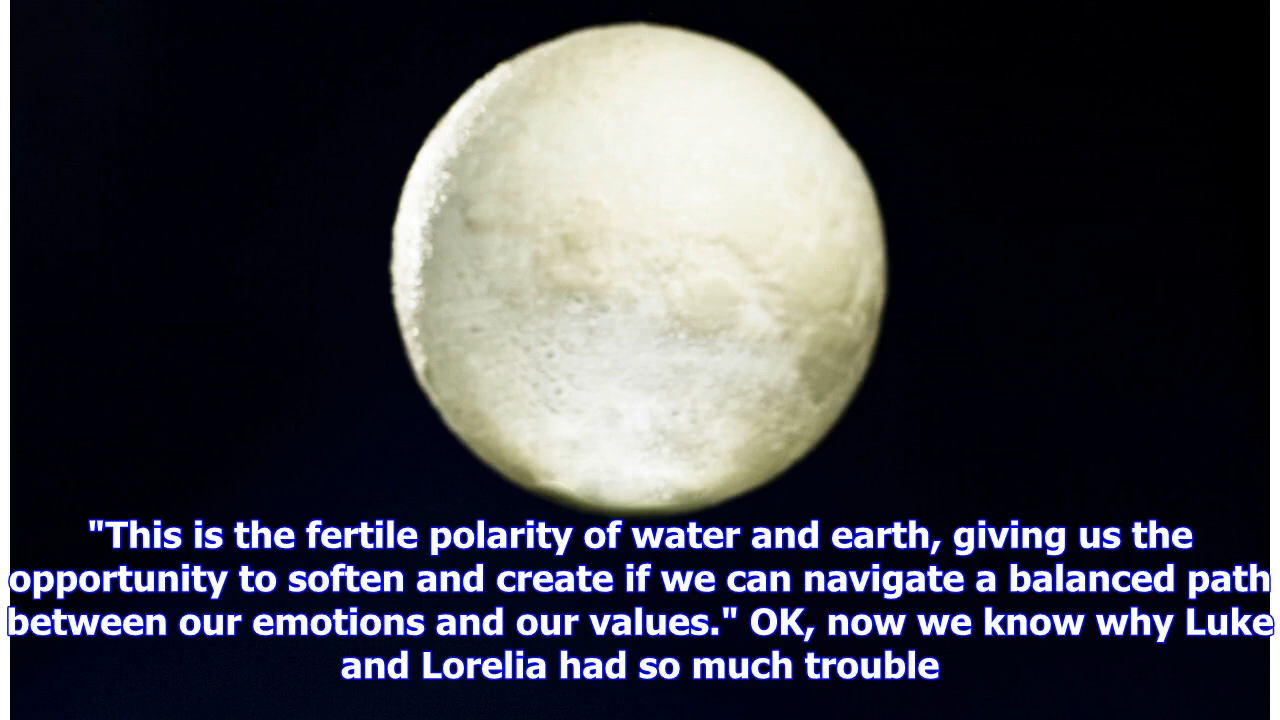 "This is the fertile polarity of water and earth, giving us the
opportunity to soften and create if we can navigate a balanced path
between our emotions and our values." OK, now we know why Luke
and Lorelia had so much trouble